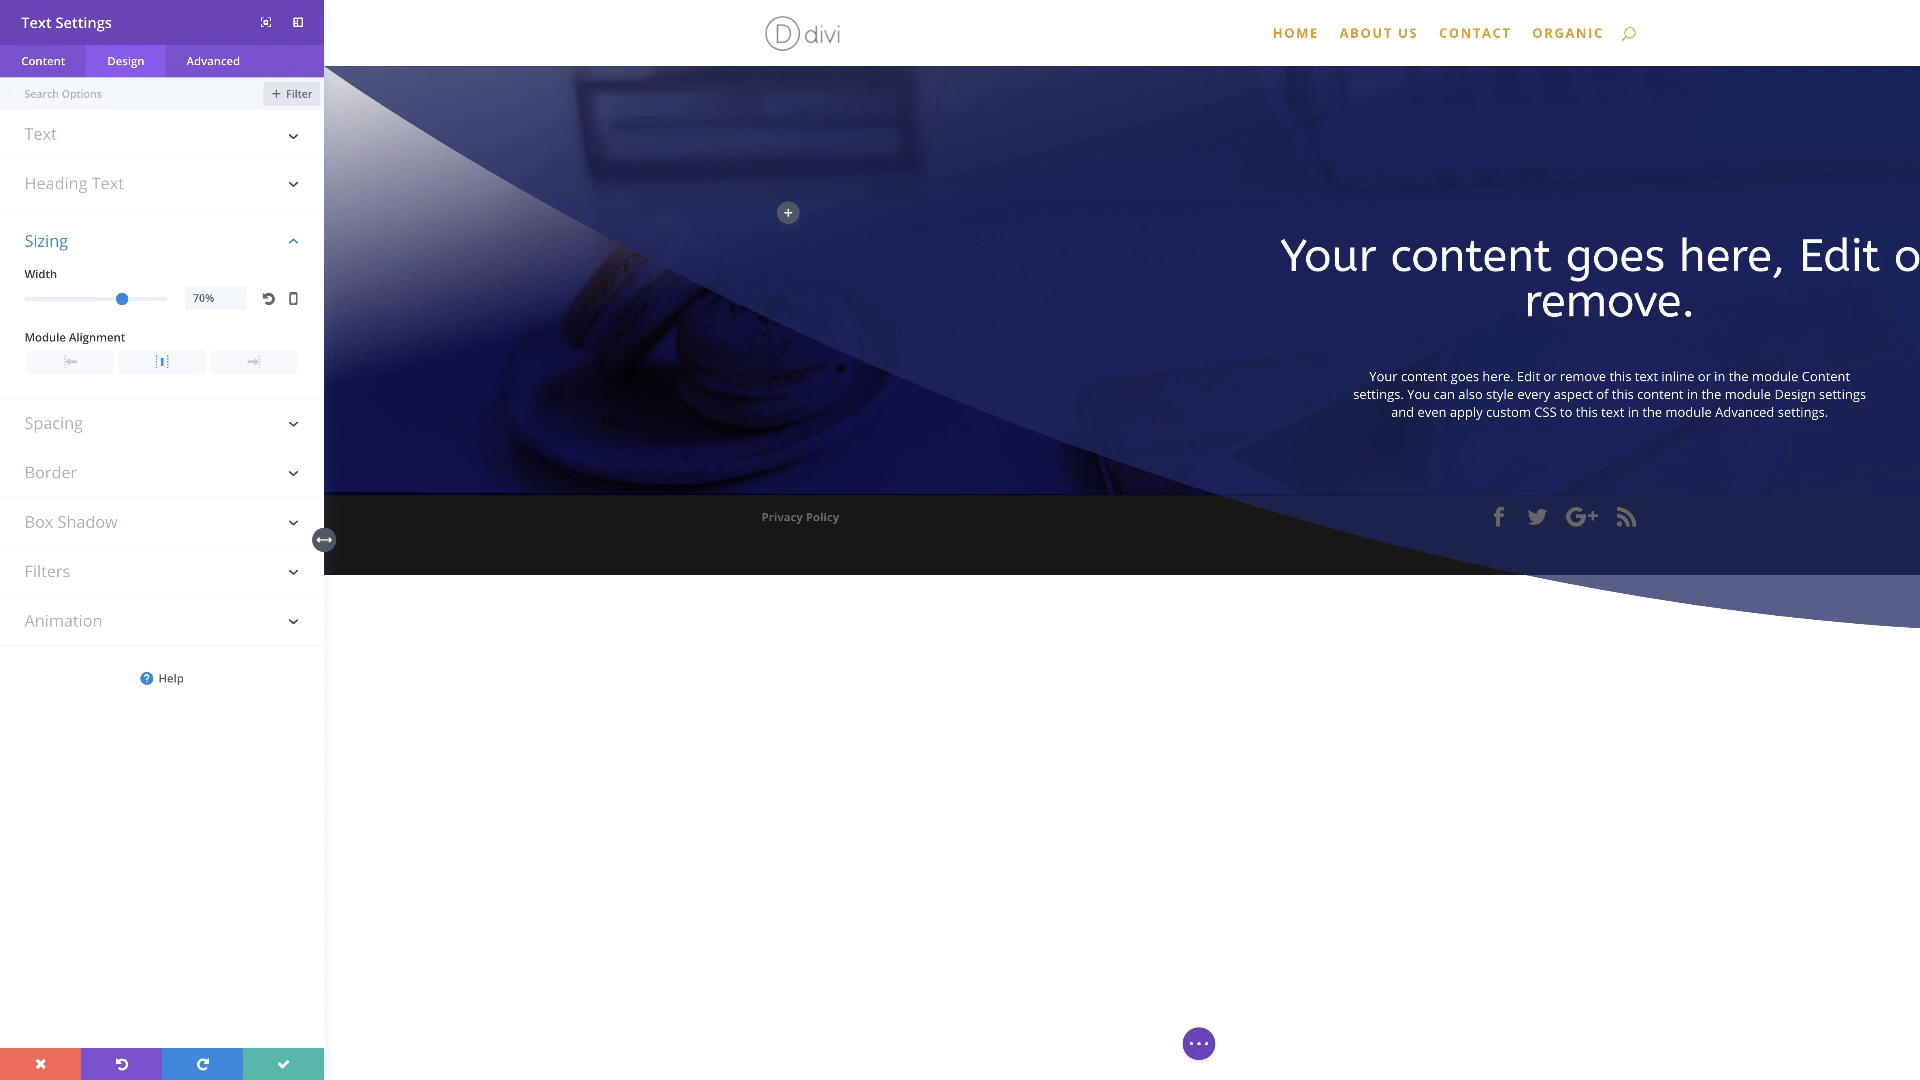 Text Settings
Content
Design
Advanced
Search Options
+ Filter
Text
Heading Text
Sizing
Width
70%
Module Alignment
Spacing
Border
Box Shadow
Filters
Animation
? Help
D divi
HOME
ABOUT US
CONTACT
ORGANIC
Your content goes here, Edit o
remove.
Your content goes here. Edit or remove this text inline or in the module Content
settings. You can also style every aspect of this content in the module Design settings
and even apply custom CSS to this text in the module Advanced settings.
Privacy Policy